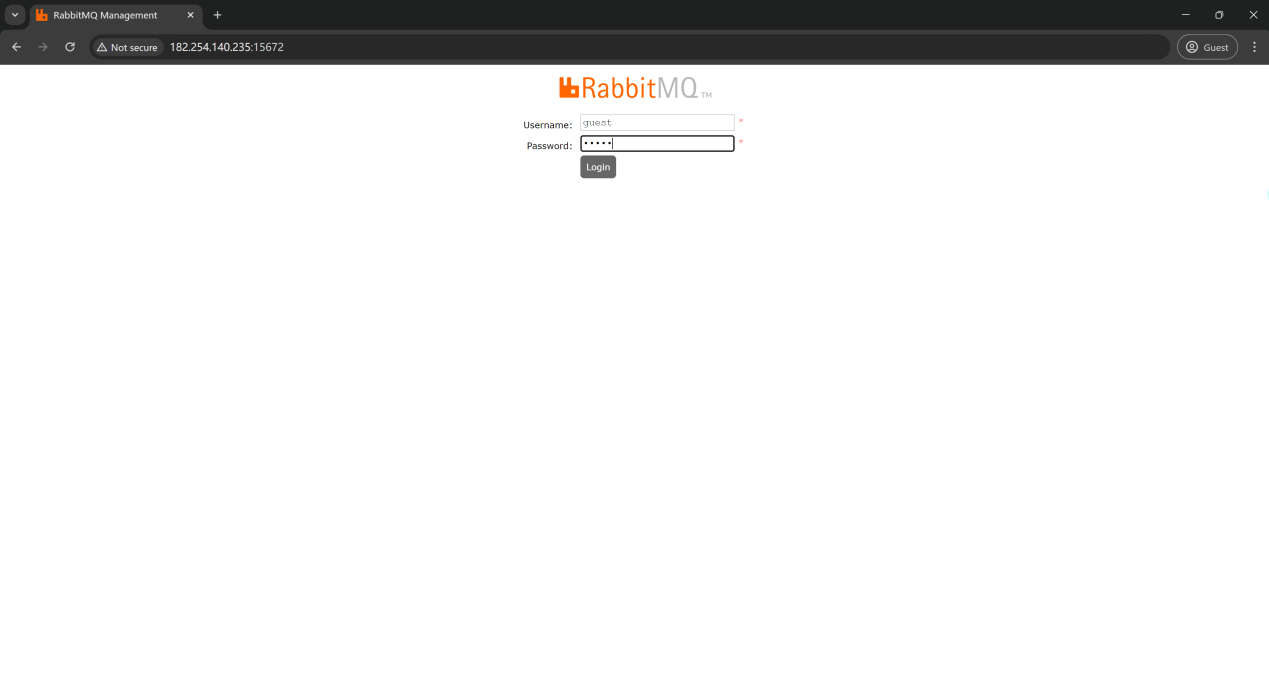 RabbitMQ Management
Not secure
182.254.140.235:15672
Guest
RabbitMQ TM
Username: guest *
Password: ••••• *
Login